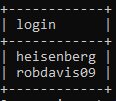 +------------+
| login      |
+------------+
| heisenberg |
| robdavis09 |
+------------+